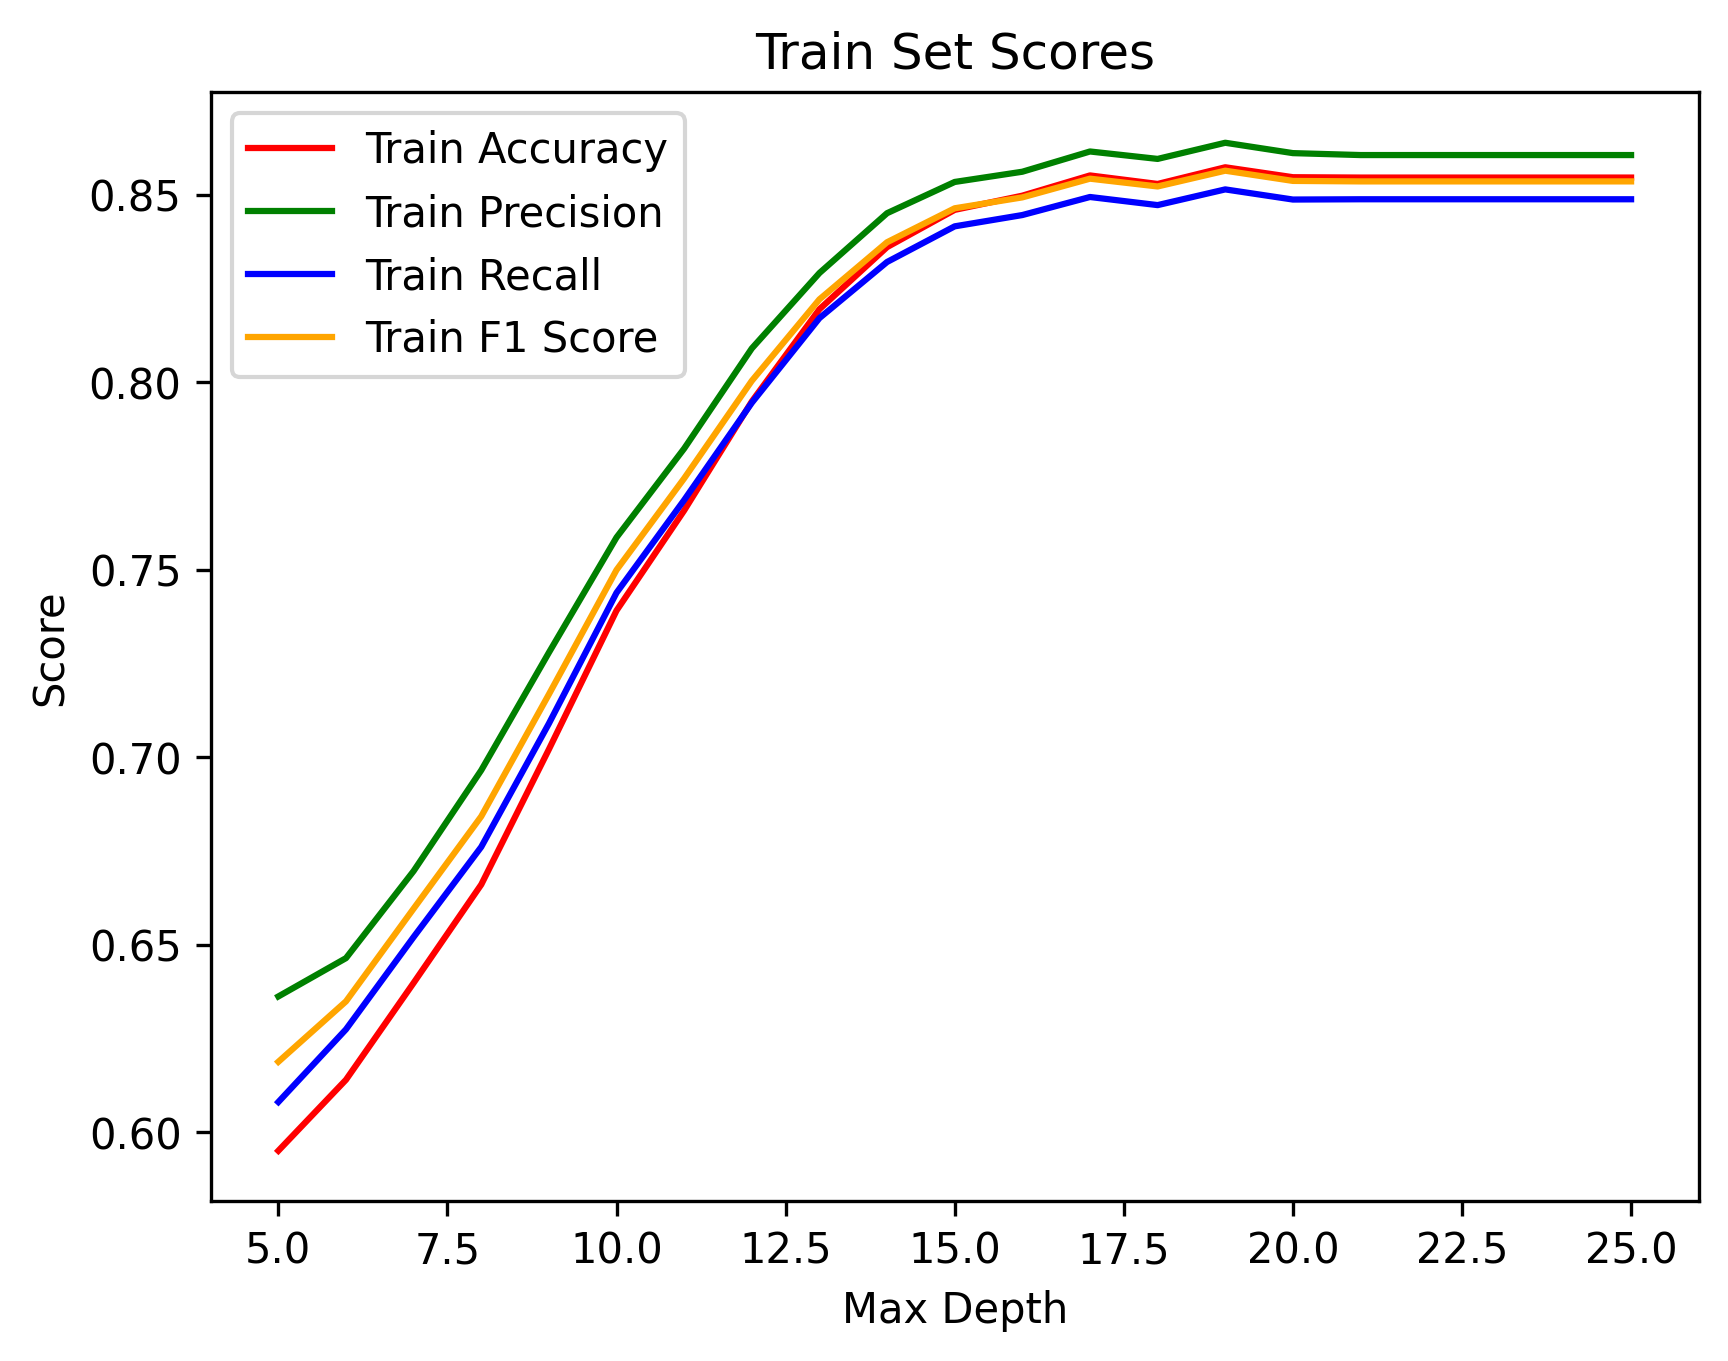 Train Set Scores
Train Accuracy
Train Precision
Train Recall
Train F1 Score
0.85
0.80
0.75
0.70
0.65
0.60
Score
5.0 7.5 10.0 12.5 15.0 17.5 20.0 22.5 25.0
Max Depth